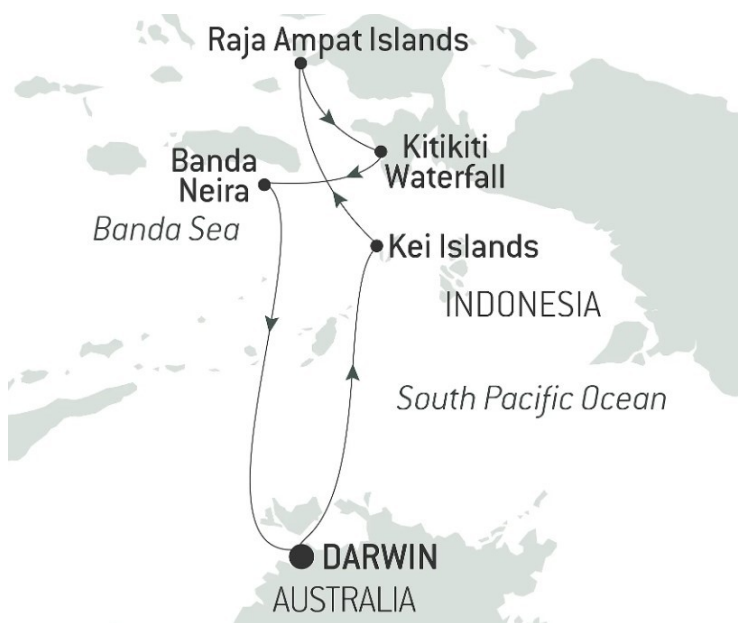 Raja Ampat Islands
Kitikiti
Waterfall
Banda
Neira
Banda Sea
Kei Islands
INDONESIA
South Pacific Ocean
DARWIN
AUSTRALIA